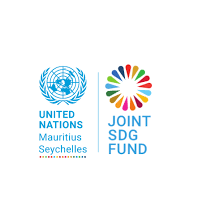 UNITED
NATIONS
Mauritius
Seychelles
JOINT
SDG
FUND